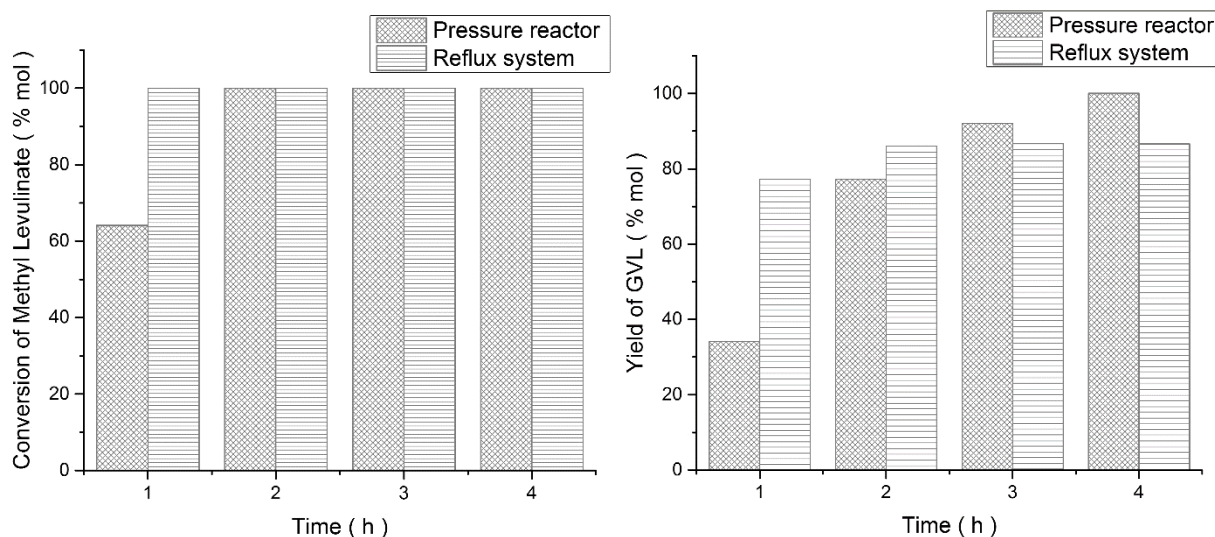 Pressure reactor
Reflux system
Conversion of Methyl Levulinate ( % mol )
100
80
60
40
20
0
1 2 3 4
Time ( h )
Pressure reactor
Reflux system
Yield of GVL ( % mol )
100
80
60
40
20
0
1 2 3 4
Time ( h )